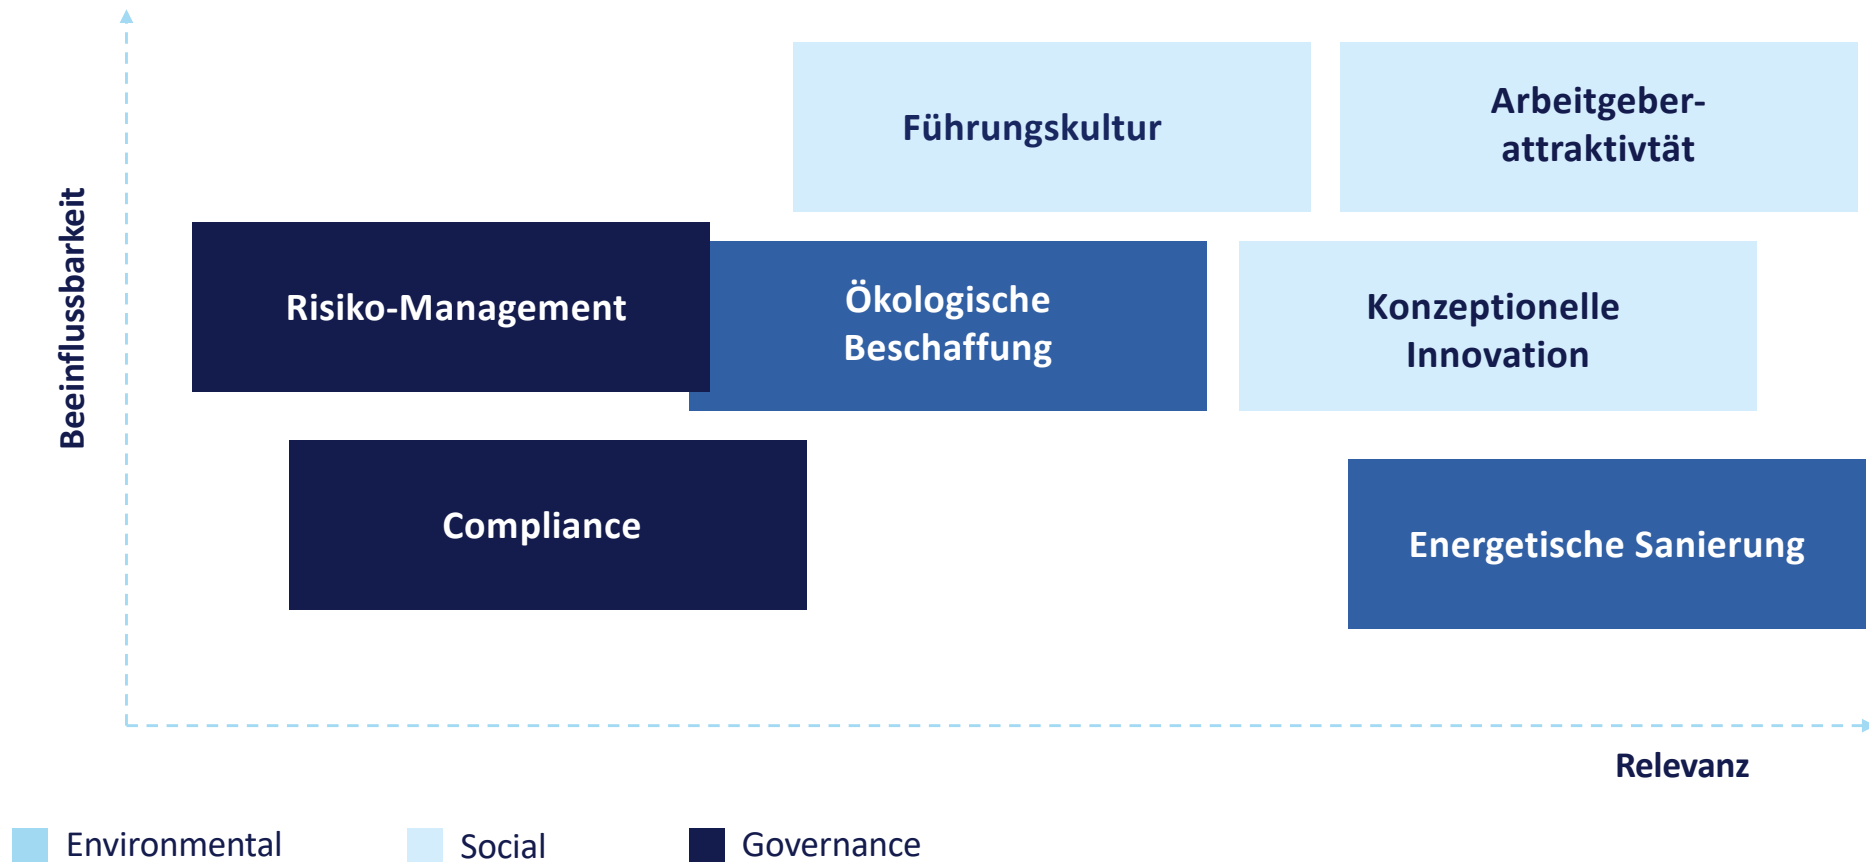 Führungskultur
Arbeitgeber-
attraktivtät
Beeinflussbarkeit
Risiko-Management
Ökologische
Beschaffung
Konzeptionelle
Innovation
Compliance
Energetische Sanierung
Relevanz
Environmental
Social
Governance